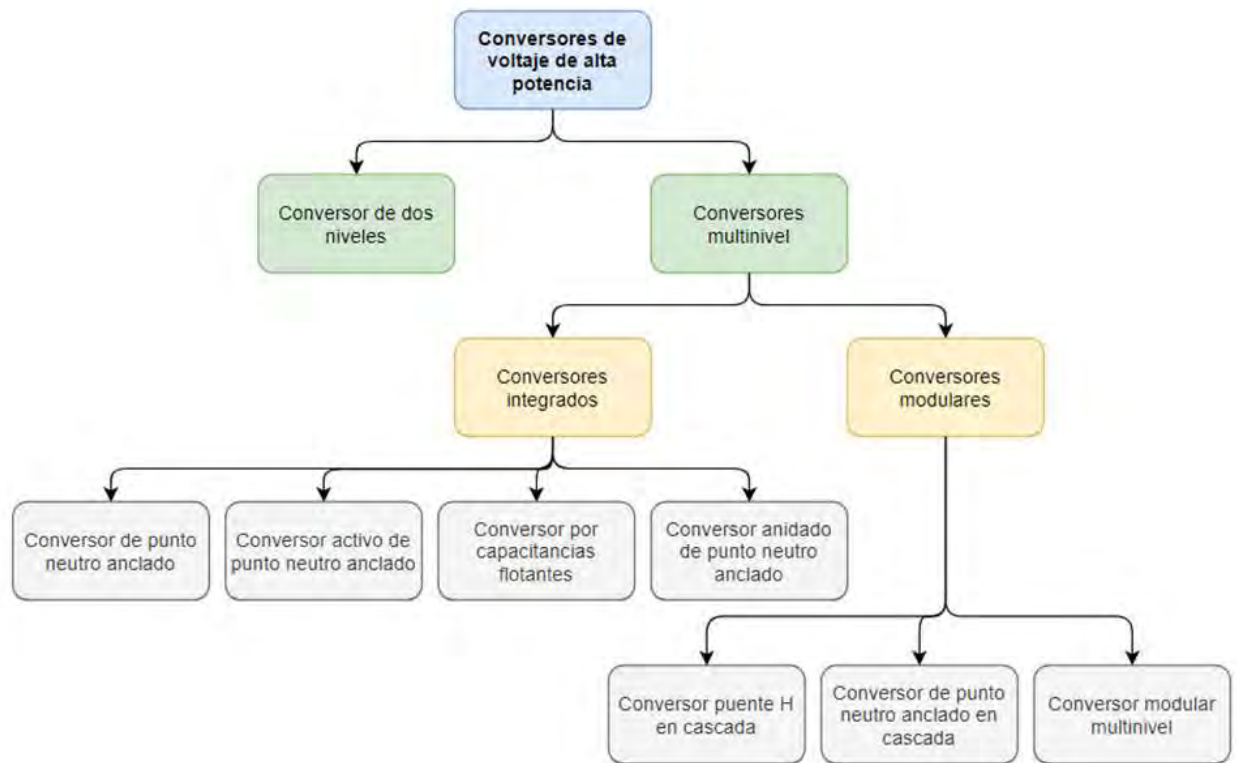 Conversores de
voltaje de alta
potencia
Conversor de dos
niveles
Conversores
multinivel
Conversores
integrados
Conversores
modulares
Conversor de punto
neutro anclado
Conversor activo de
punto neutro anclado
Conversor por
capacitancias
flotantes
Conversor anidado
de punto neutro
anclado
Conversor puente H
en cascada
Conversor de punto
neutro anclado en
cascada
Conversor modular
multinivel